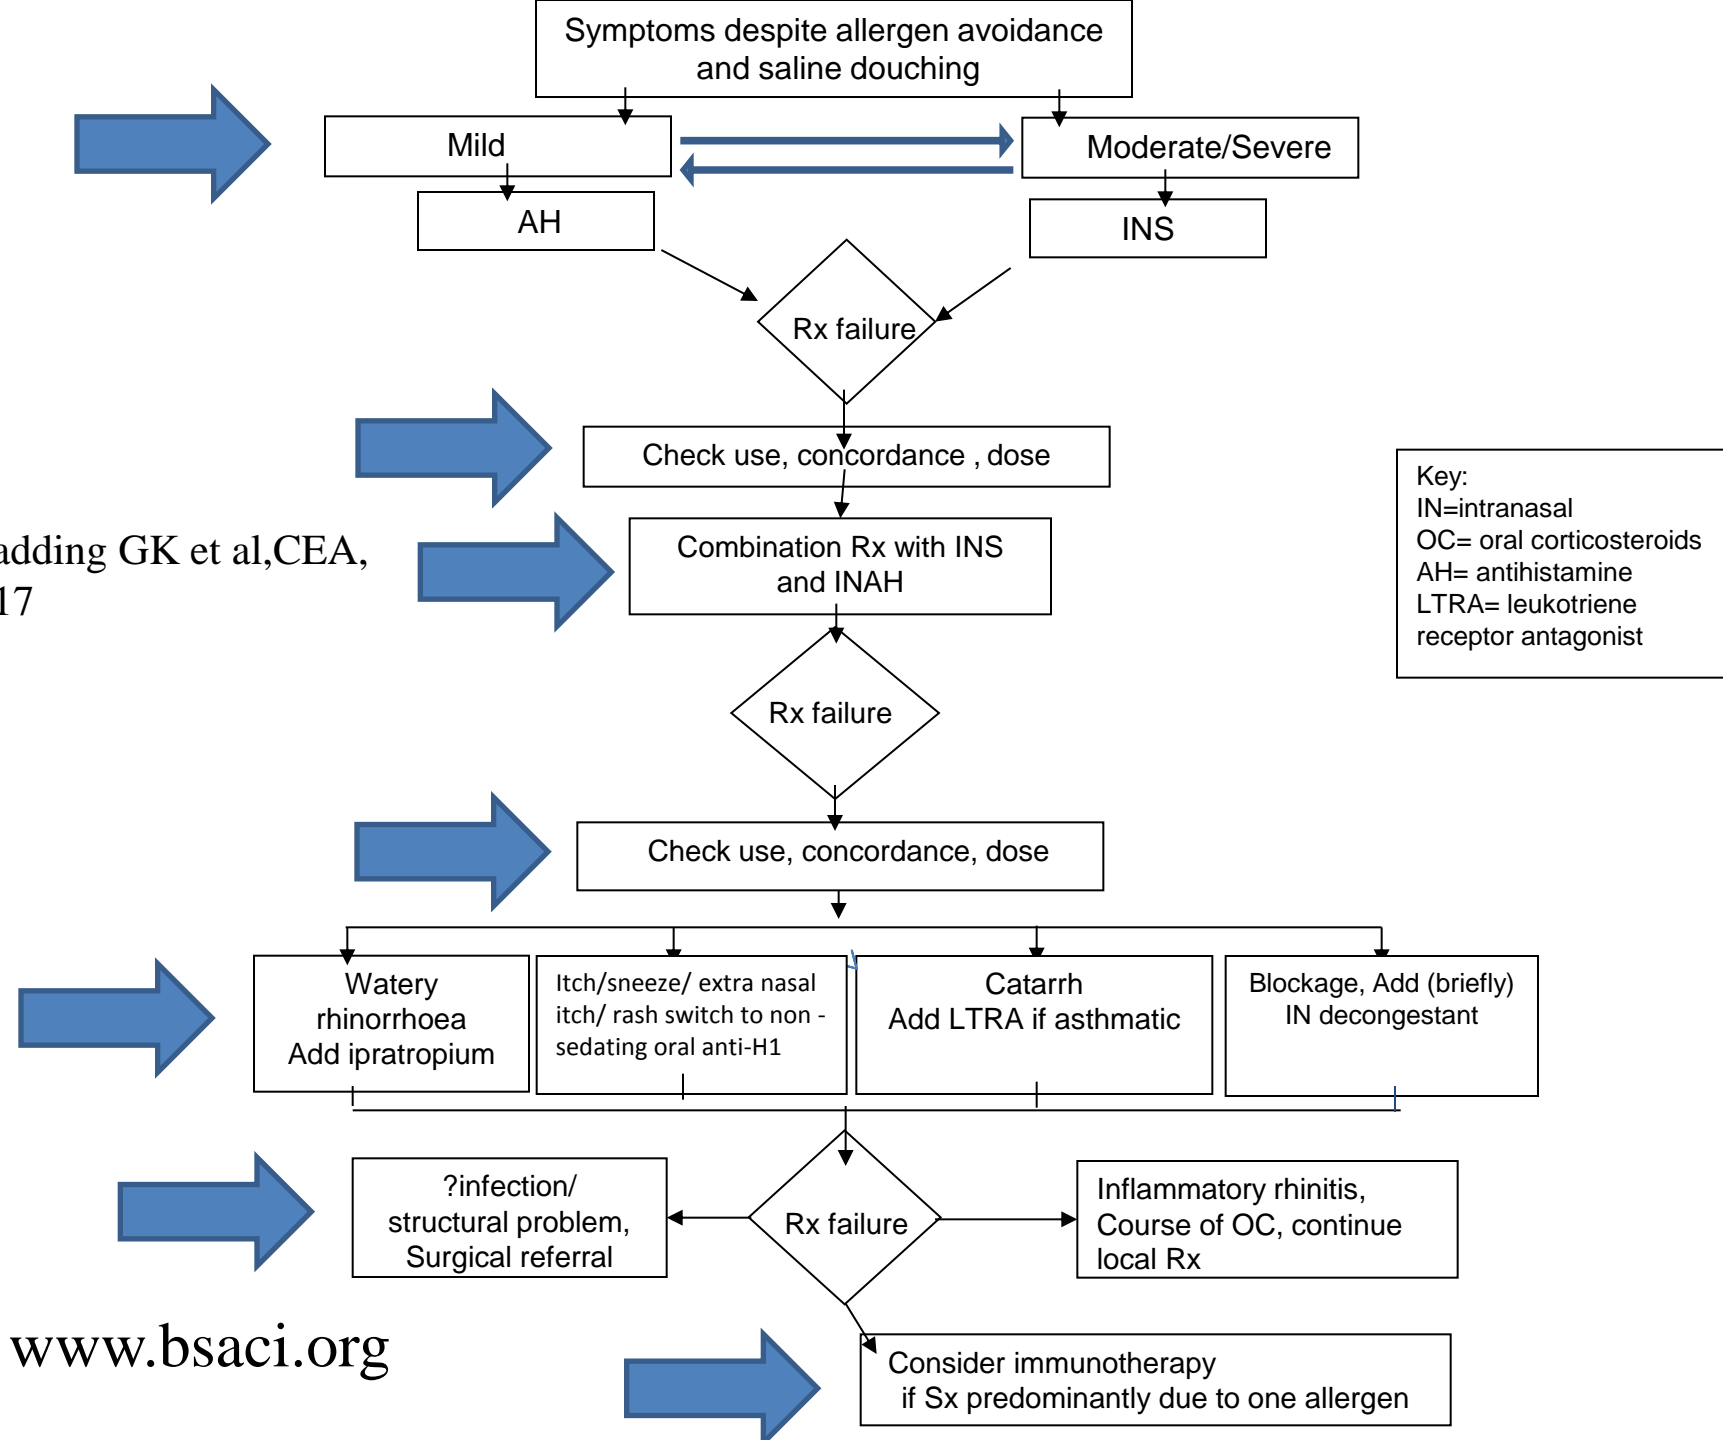 Symptoms despite allergen avoidance
and saline douching
Mild
Moderate/Severe
AH
INS
Rx failure
Check use, concordance , dose
Key:
IN=intranasal
OC= oral corticosteroids
AH= antihistamine
LTRA= leukotriene
receptor antagonist
adding GK et al,CEA,
17
Combination Rx with INS
and INAH
Rx failure
Check use, concordance, dose
Watery
rhinorrhoea
Add ipratropium
Itch/sneeze/ extra nasal
itch/ rash switch to non -
sedating oral anti-H1
Catarrh
Add LTRA if asthmatic
Blockage, Add (briefly)
IN decongestant
?infection/
structural problem,
Surgical referral
Rx failure
Inflammatory rhinitis,
Course of OC, continue
local Rx
www.bsaci.org
Consider immunotherapy
if Sx predominantly due to one allergen